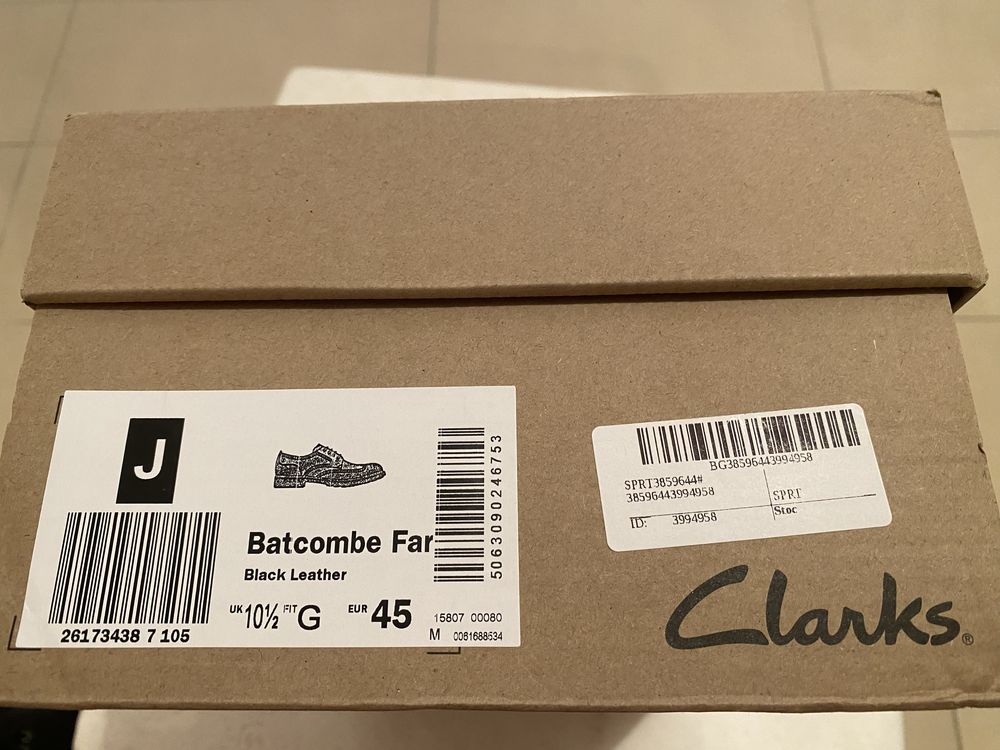 J
Batcombe Far
Black Leather
UK 10½ FIT G EUR 45
26173438 7 105
5063090246753
15807 00080
M 0061688534
BG38596443994958
SPRT3859644#
38596443994958
SPRT
ID: 3994958
Stoc
Clarks®